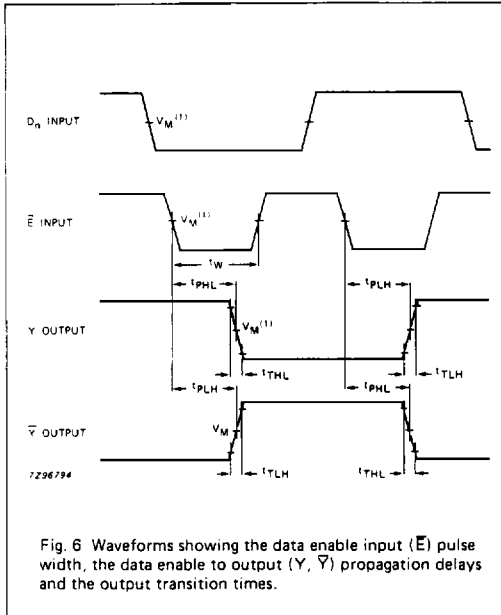 Dn INPUT
VM(1)
E̅ INPUT
VM(1)
tW
tPHL
tPLH
Y OUTPUT
VM(1)
tTHL
tTLH
tPLH
tPHL
Y̅ OUTPUT
VM
tTLH
tTHL
7Z96794
Fig. 6 Waveforms showing the data enable input (E̅) pulse
width, the data enable to output (Y, Y̅) propagation delays
and the output transition times.